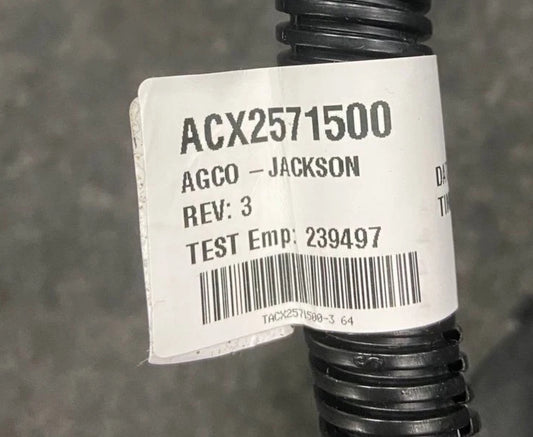 ACX2571500
AGCO - JACKSON
REV: 3
TEST Emp: 239497
TACX2571500-3 64